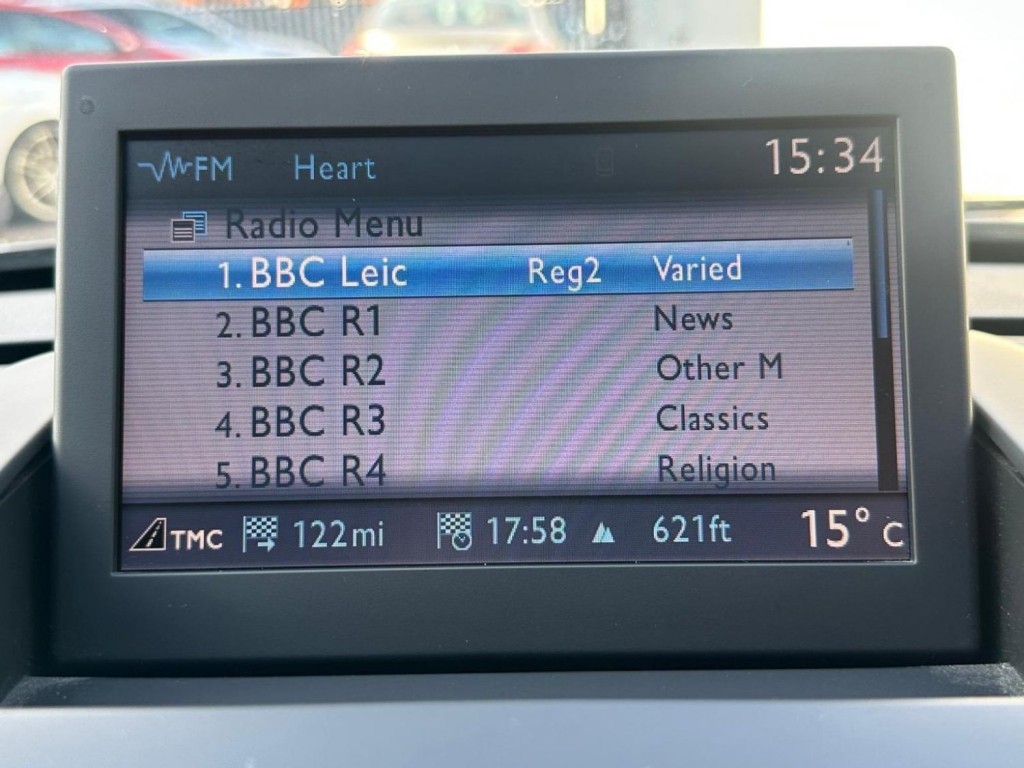 FM Heart 15:34
Radio Menu
1. BBC Leic Reg2 Varied
2. BBC R1 News
3. BBC R2 Other M
4. BBC R3 Classics
5. BBC R4 Religion
TMC 122mi 17:58 621ft 15° c